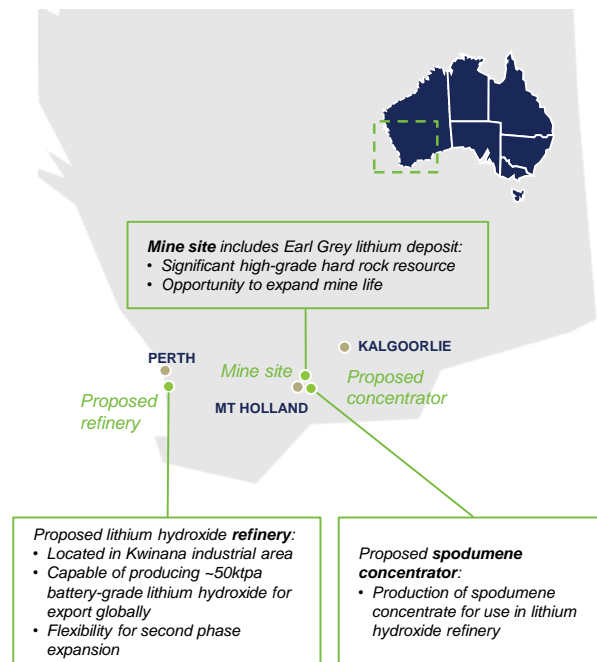 Mine site includes Earl Grey lithium deposit:
• Significant high-grade hard rock resource
• Opportunity to expand mine life
KALGOORLIE
PERTH
Mine site
Proposed
concentrator
Proposed
refinery
MT HOLLAND
Proposed lithium hydroxide refinery:
• Located in Kwinana industrial area
• Capable of producing ~50ktpa
battery-grade lithium hydroxide for
export globally
• Flexibility for second phase
expansion
Proposed spodumene
concentrator:
• Production of spodumene
concentrate for use in lithium
hydroxide refinery